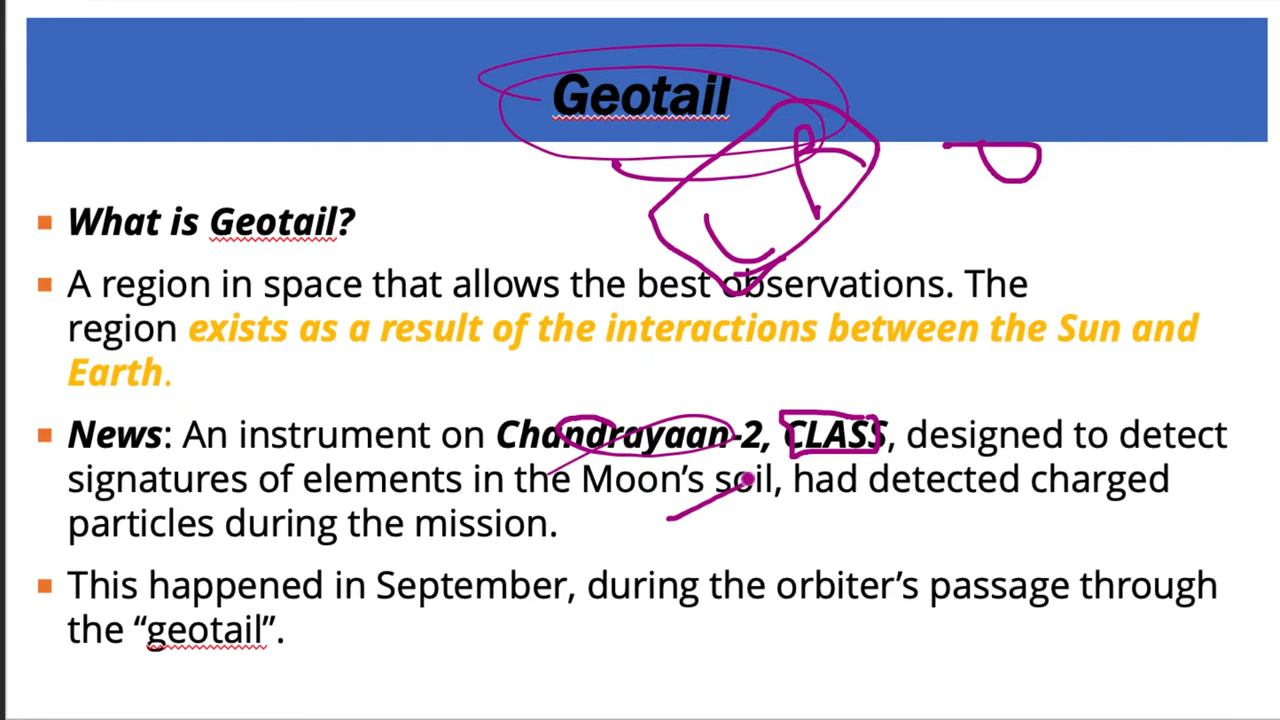 Geotail
▪ What is Geotail?
▪ A region in space that allows the best observations. The
region exists as a result of the interactions between the Sun and
Earth.
▪ News: An instrument on Chandrayaan-2, CLASS, designed to detect
signatures of elements in the Moon’s soil, had detected charged
particles during the mission.
▪ This happened in September, during the orbiter’s passage through
the “geotail”.